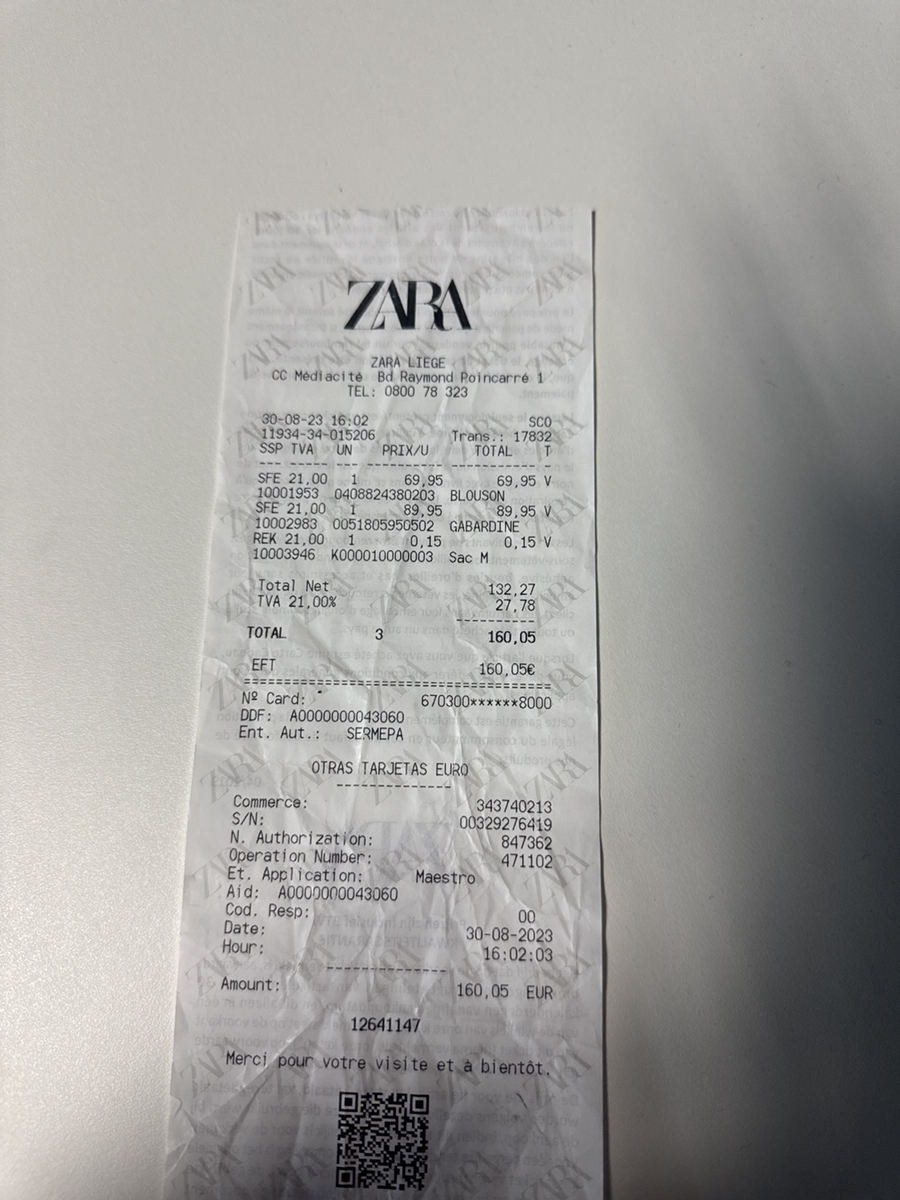 ZARA
ZARA LIEGE
CC Médiacité Bd Raymond Poincarré 1
TEL: 0800 78 323
30-08-23 16:02 SCO
11934-34-015206 Trans.: 17832
SSP TVA UN PRIX/U TOTAL T
--- ----- --- -------- ---------- -
SFE 21,00 1 69,95 69,95 V
10001953 0408824380203 BLOUSON
SFE 21,00 1 89,95 89,95 V
10002983 0051805950502 GABARDINE
REK 21,00 1 0,15 0,15 V
10003946 K000010000003 Sac M
Total Net 132,27
TVA 21,00% 27,78
----------
TOTAL 3 160,05
EFT 160,05€
========================================
Nº Card: 670300******8000
DDF: A0000000043060
Ent. Aut.: SERMEPA
OTRAS TARJETAS EURO
---------------
Commerce: 343740213
S/N: 00329276419
N. Authorization: 847362
Operation Number: 471102
Et. Application: Maestro
Aid: A0000000043060
Cod. Resp: 00
Date: 30-08-2023
Hour: 16:02:03
---------------
Amount: 160,05 EUR
12641147
Merci pour votre visite et à bientôt.